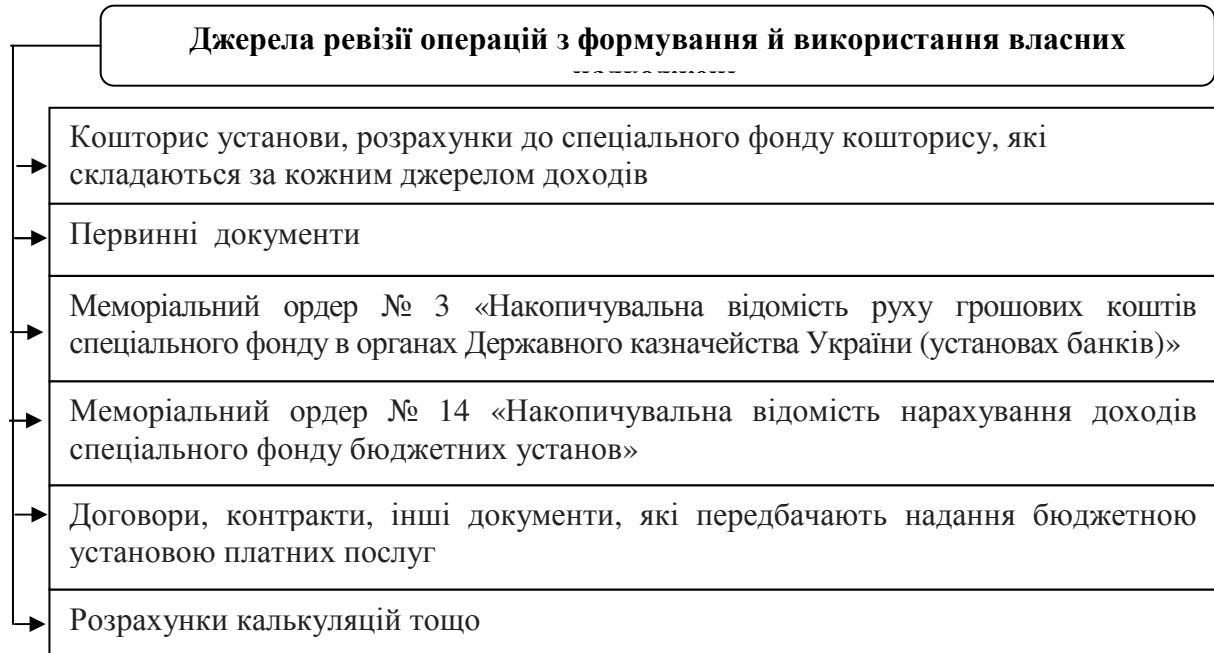 Джерела ревізії операцій з формування й використання власних
Кошторис установи, розрахунки до спеціального фонду кошторису, які
складаються за кожним джерелом доходів
Первинні документи
Меморіальний ордер № 3 «Накопичувальна відомість руху грошових коштів
спеціального фонду в органах Державного казначейства України (установах банків)»
Меморіальний ордер № 14 «Накопичувальна відомість нарахування доходів
спеціального фонду бюджетних установ»
Договори, контракти, інші документи, які передбачають надання бюджетною
установою платних послуг
Розрахунки калькуляцій тощо